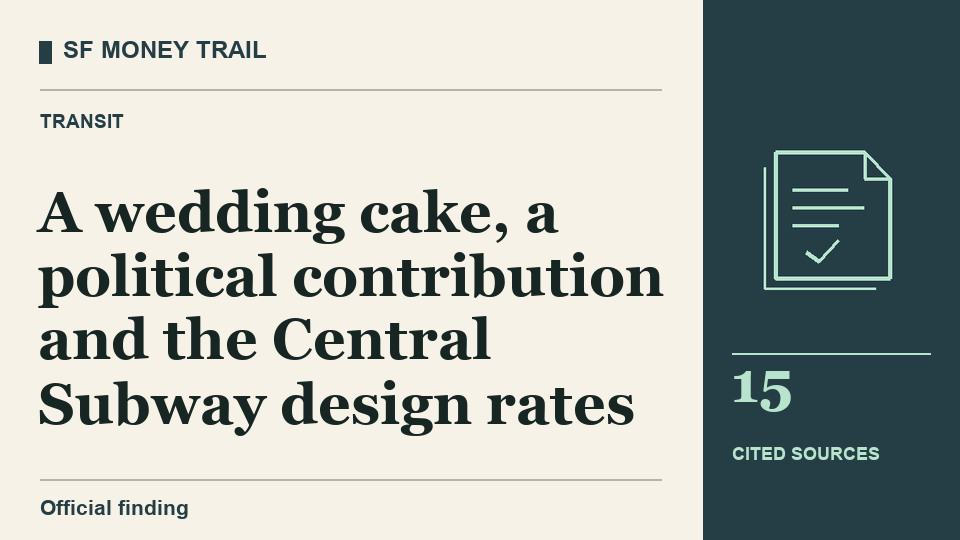 SF MONEY TRAIL
TRANSIT
A wedding cake, a
political contribution
and the Central
Subway design rates
Official finding
15
CITED SOURCES